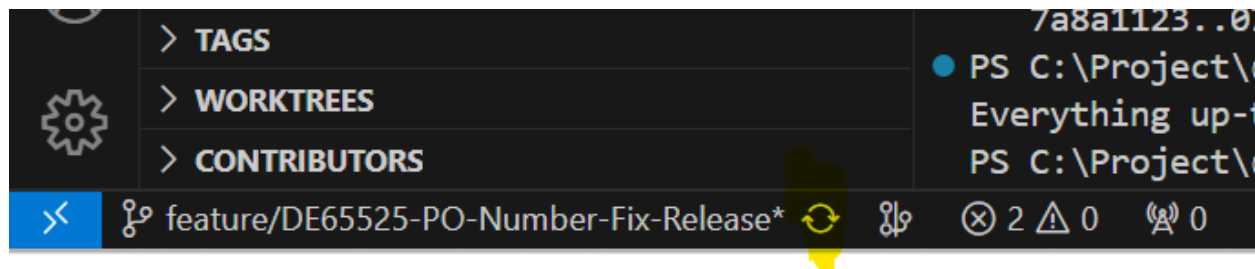 TAGS
WORKTREES
CONTRIBUTORS
7a8a1123..0
PS C:\Project\
Everything up-
PS C:\Project\
feature/DE65525-PO-Number-Fix-Release* 2 0 0